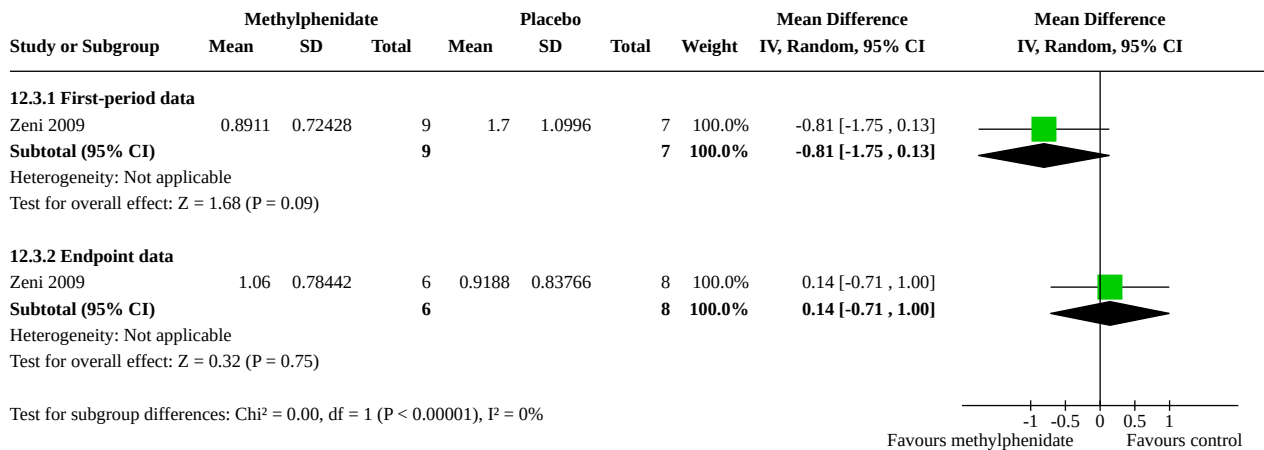 Methylphenidate Placebo Mean Difference Mean Difference
Study or Subgroup Mean SD Total Mean SD Total Weight IV, Random, 95% CI IV, Random, 95% CI
12.3.1 First-period data
Zeni 2009 0.8911 0.72428 9 1.7 1.0996 7 100.0% -0.81 [-1.75 , 0.13]
Subtotal (95% CI) 9 7 100.0% -0.81 [-1.75 , 0.13]
Heterogeneity: Not applicable
Test for overall effect: Z = 1.68 (P = 0.09)
12.3.2 Endpoint data
Zeni 2009 1.06 0.78442 6 0.9188 0.83766 8 100.0% 0.14 [-0.71 , 1.00]
Subtotal (95% CI) 6 8 100.0% 0.14 [-0.71 , 1.00]
Heterogeneity: Not applicable
Test for overall effect: Z = 0.32 (P = 0.75)
Test for subgroup differences: Chi² = 0.00, df = 1 (P < 0.00001), I² = 0%
-1 -0.5 0 0.5 1
Favours methylphenidate Favours control